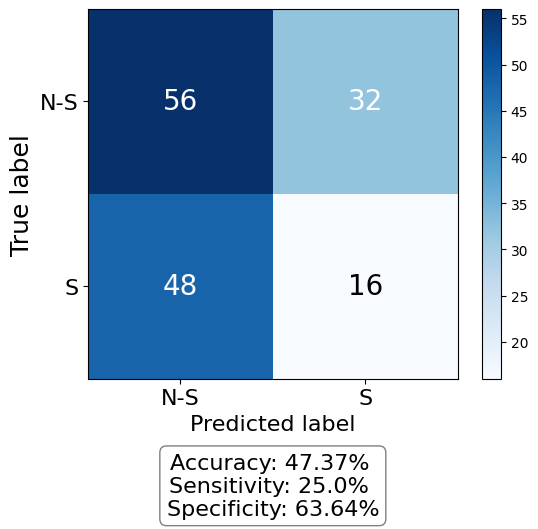 True label
N-S
56
32
S
48
16
N-S
S
Predicted label
55
50
45
40
35
30
25
20
Accuracy: 47.37%
Sensitivity: 25.0%
Specificity: 63.64%